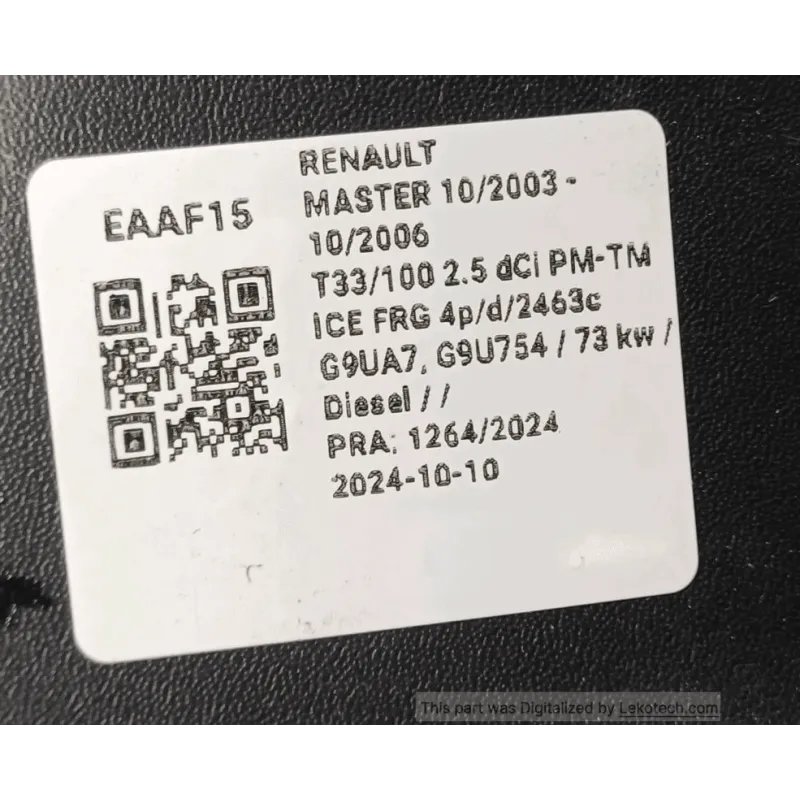 EAAF15
RENAULT
MASTER 10/2003 -
10/2006
T33/100 2.5 dCi PM-TM
ICE FRG 4p/d/2463c
G9UA7, G9U754 / 73 kw /
Diesel / /
PRA: 1264/2024
2024-10-10
This part was Digitalized by Lekotech.com